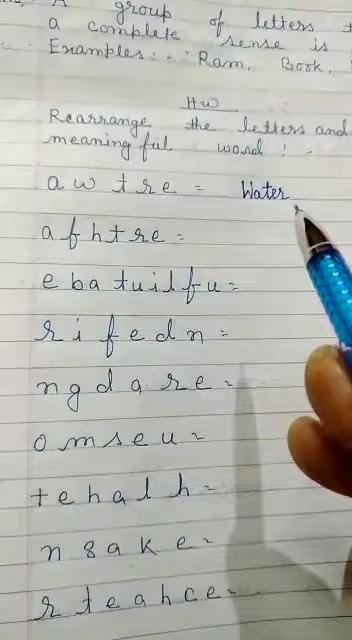 A group of letters
a complete sense is
Examples :- Ram, Book,
HW
Rearrange the letters and
meaningful word :-
a w t r e = Water
a f h t r e =
e b a t u i l f u =
r i f e d n =
n g d a r e =
o m s e u =
t e h a l h =
n s a k e =
r t e a h c e =